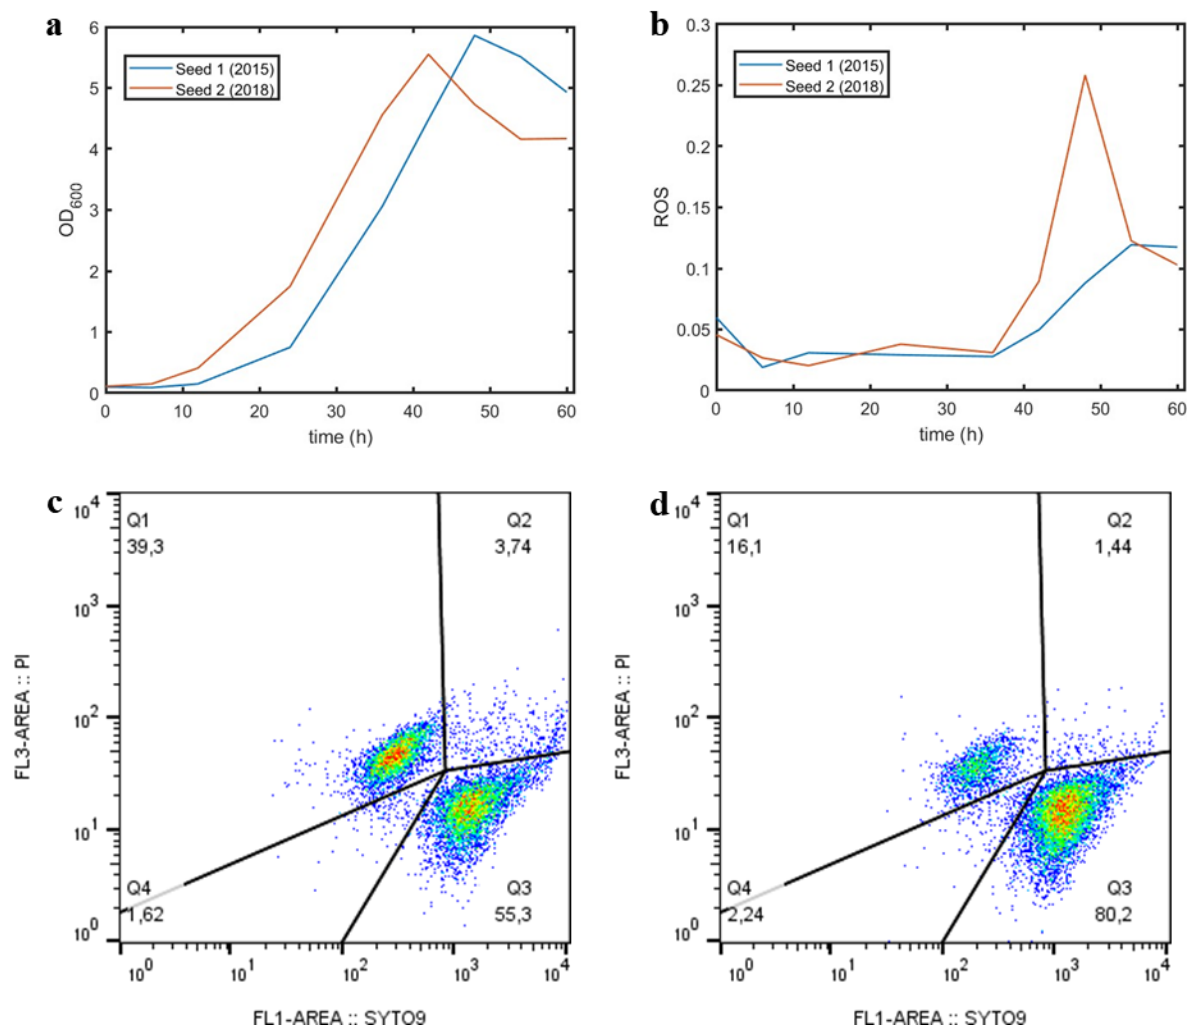 a
6
5
4
3
2
1
0
OD600
Seed 1 (2015)
Seed 2 (2018)
0 10 20 30 40 50 60
time (h)
b
0.3
0.25
0.2
0.15
0.1
0.05
0
ROS
Seed 1 (2015)
Seed 2 (2018)
0 10 20 30 40 50 60
time (h)
c
10^4
10^3
10^2
10^1
10^0
FL3-AREA :: PI
Q1
39,3
Q2
3,74
Q4
1,62
Q3
55,3
10^0 10^1 10^2 10^3 10^4
FL1-AREA :: SYTO9
d
10^4
10^3
10^2
10^1
10^0
FL3-AREA :: PI
Q1
16,1
Q2
1,44
Q4
2,24
Q3
80,2
10^0 10^1 10^2 10^3 10^4
FL1-AREA :: SYTO9